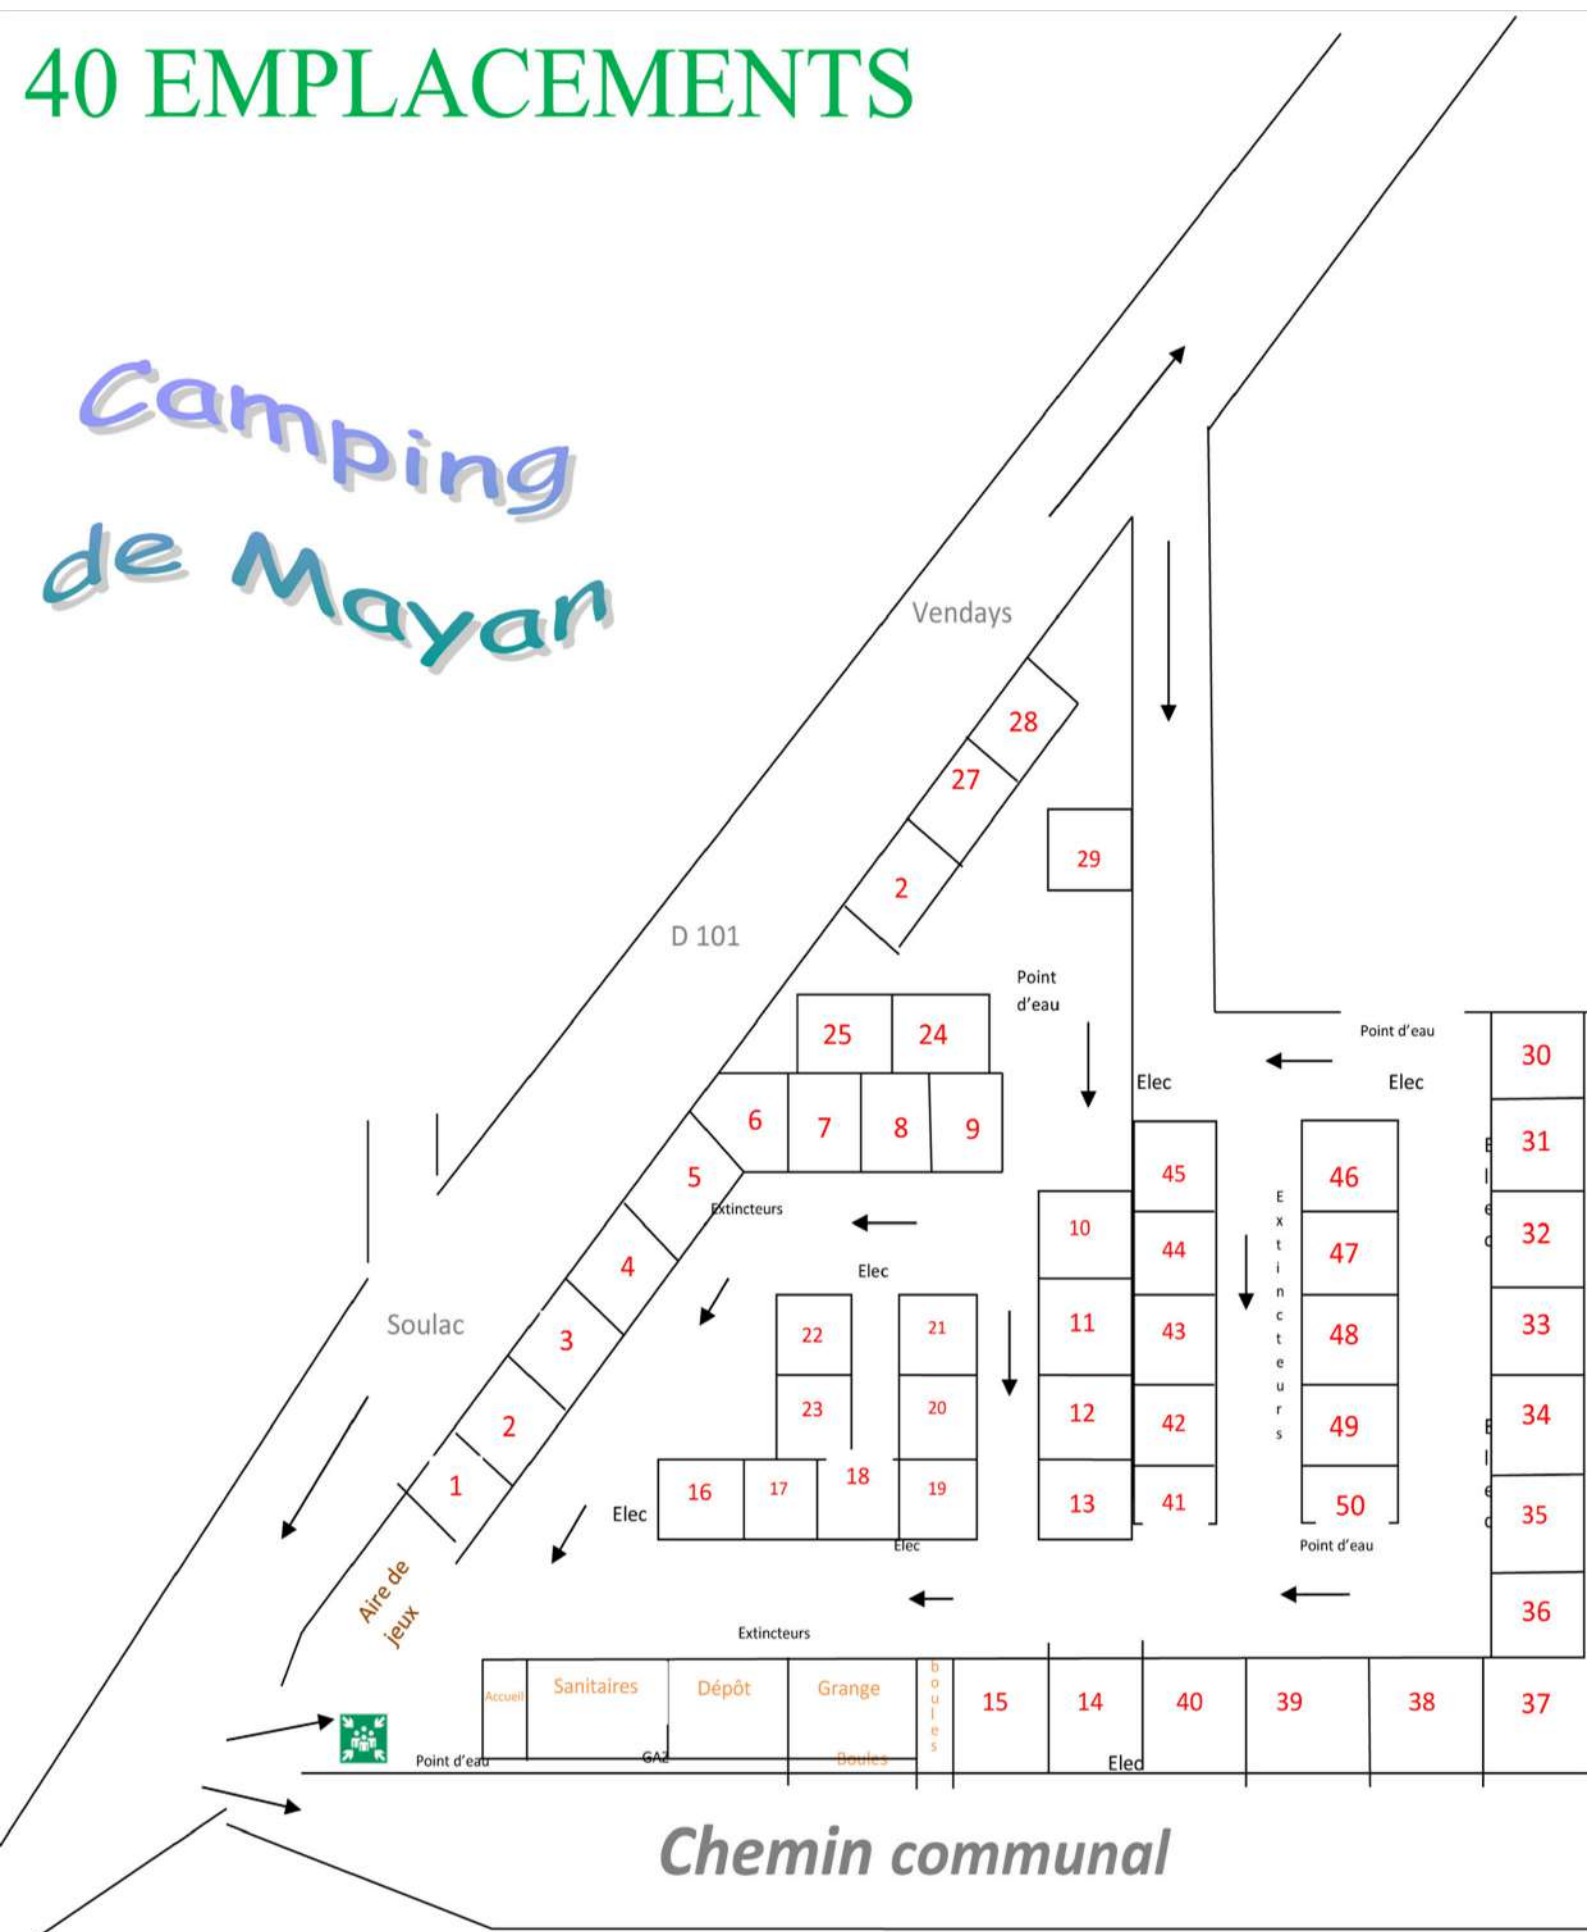 40 EMPLACEMENTS
Camping
de Mayan
Vendays
28
27
29
2
D 101
Point
d'eau
25 24
Point d'eau
30
Elec
Elec
6 7 8 9
31
5
45
46
Extincteurs
Elec
Extincteurs
10
32
44
47
4
Elec
Soulac
22
21
11
43
48
33
3
23
20
12
42
49
34
2
Elec
18
1
16
17
19
13
41
50
35
Elec
Elec
Point d'eau
Aire de
jeux
36
Extincteurs
Accueil
Sanitaires
Dépôt
Grange
boules
15
14
40
39
38
37
Point d'eau
GAZ
Boules
Elec
Chemin communal